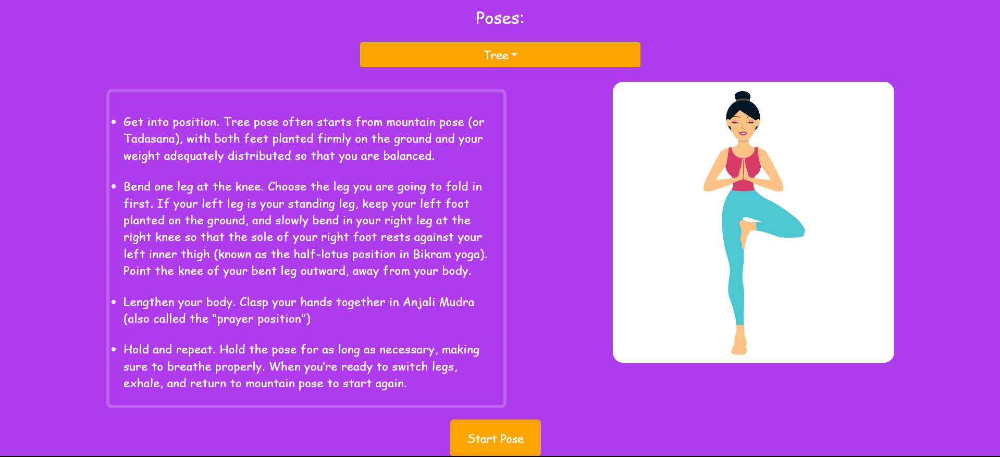 Poses:
Tree
Get into position. Tree pose often starts from mountain pose (or
Tadasana), with both feet planted firmly on the ground and your
weight adequately distributed so that you are balanced.
Bend one leg at the knee. Choose the leg you are going to fold in
first. If your left leg is your standing leg, keep your left foot
planted on the ground, and slowly bend in your right leg at the
right knee so that the sole of your right foot rests against your
left inner thigh (known as the half-lotus position in Bikram yoga).
Point the knee of your bent leg outward, away from your body.
Lengthen your body. Clasp your hands together in Anjali Mudra
(also called the “prayer position”)
Hold and repeat. Hold the pose for as long as necessary, making
sure to breathe properly. When you’re ready to switch legs,
exhale, and return to mountain pose to start again.
Start Pose